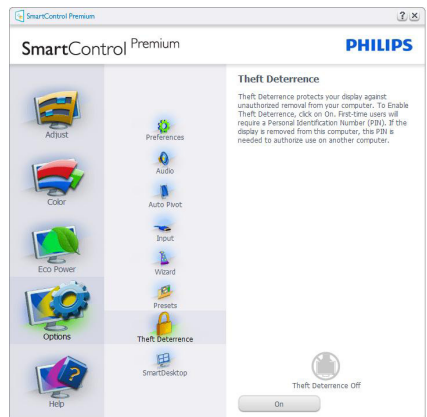 SmartControl Premium
? ×
SmartControl Premium
PHILIPS
Adjust
Color
Eco Power
Options
Help
Preferences
Audio
Auto Pivot
Input
Wizard
Presets
Theft Deterrence
SmartDesktop
Theft Deterrence
Theft Deterrence protects your display against
unauthorized removal from your computer. To Enable
Theft Deterrence, click on On. First-time users will
require a Personal Identification Number (PIN). If the
display is removed from this computer, this PIN is
needed to authorize use on another computer.
Theft Deterrence Off
On